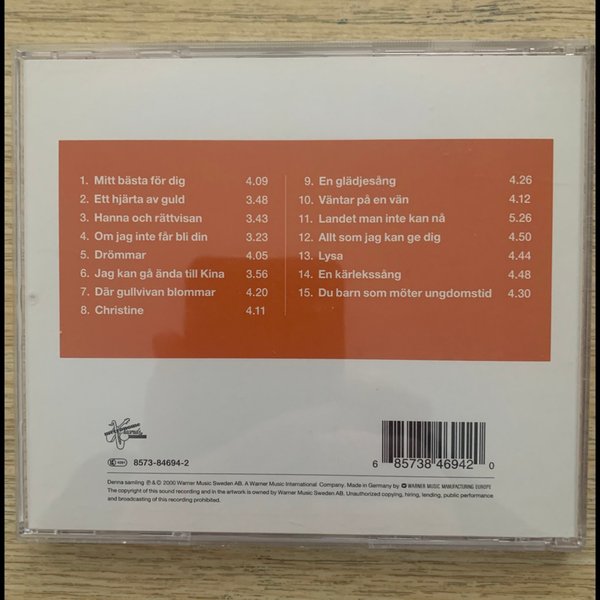 1. Mitt bästa för dig 4.09
2. Ett hjärta av guld 3.48
3. Hanna och rättvisan 3.43
4. Om jag inte får bli din 3.23
5. Drömmar 4.05
6. Jag kan gå ända till Kina 3.56
7. Där gullvivan blommar 4.20
8. Christine 4.11
9. En glädjesång 4.26
10. Väntar på en vän 4.12
11. Landet man inte kan nå 5.26
12. Allt som jag kan ge dig 4.50
13. Lysa 4.44
14. En kärlekssång 4.48
15. Du barn som möter ungdomstid 4.30
8573-84694-2
6 85738 46942 0
Denna samling ℗ & © 2000 Warner Music Sweden AB. A Warner Music International Company. Made in Germany by WARNER MUSIC MANUFACTURING EUROPE
The copyright of this sound recording and in the artwork is owned by Warner Music Sweden AB. Unauthorized copying, hiring, lending, public performance
and broadcasting of this recording prohibited.